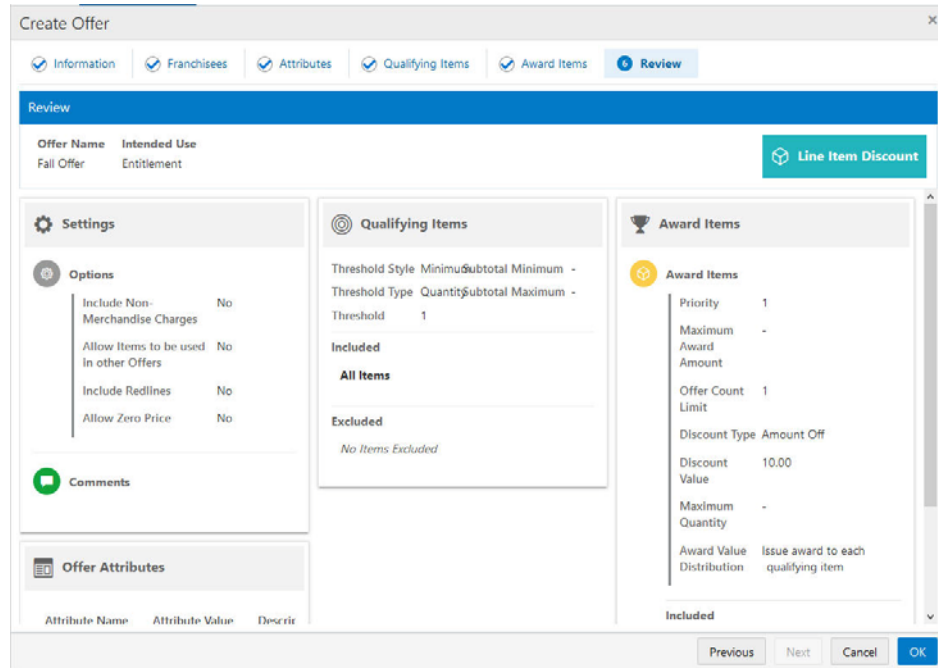 Create Offer
Information
Franchisees
Attributes
Qualifying Items
Award Items
6 Review
Review
Offer Name Intended Use
Fall Offer Entitlement
Line Item Discount
Settings
Options
Include Non-
Merchandise Charges
No
Allow Items to be used
in other Offers
No
Include Redlines No
Allow Zero Price No
Comments
Offer Attributes
Attribute Name Attribute Value Descrir
Qualifying Items
Threshold Style Minimum Subtotal Minimum -
Threshold Type Quantity Subtotal Maximum -
Threshold 1
Included
All Items
Excluded
No Items Excluded
Award Items
Award Items
Priority 1
Maximum
Award
Amount
-
Offer Count
Limit
1
Discount Type Amount Off
Discount
Value
10.00
Maximum
Quantity
-
Award Value
Distribution
Issue award to each
qualifying item
Included
Previous Next Cancel OK